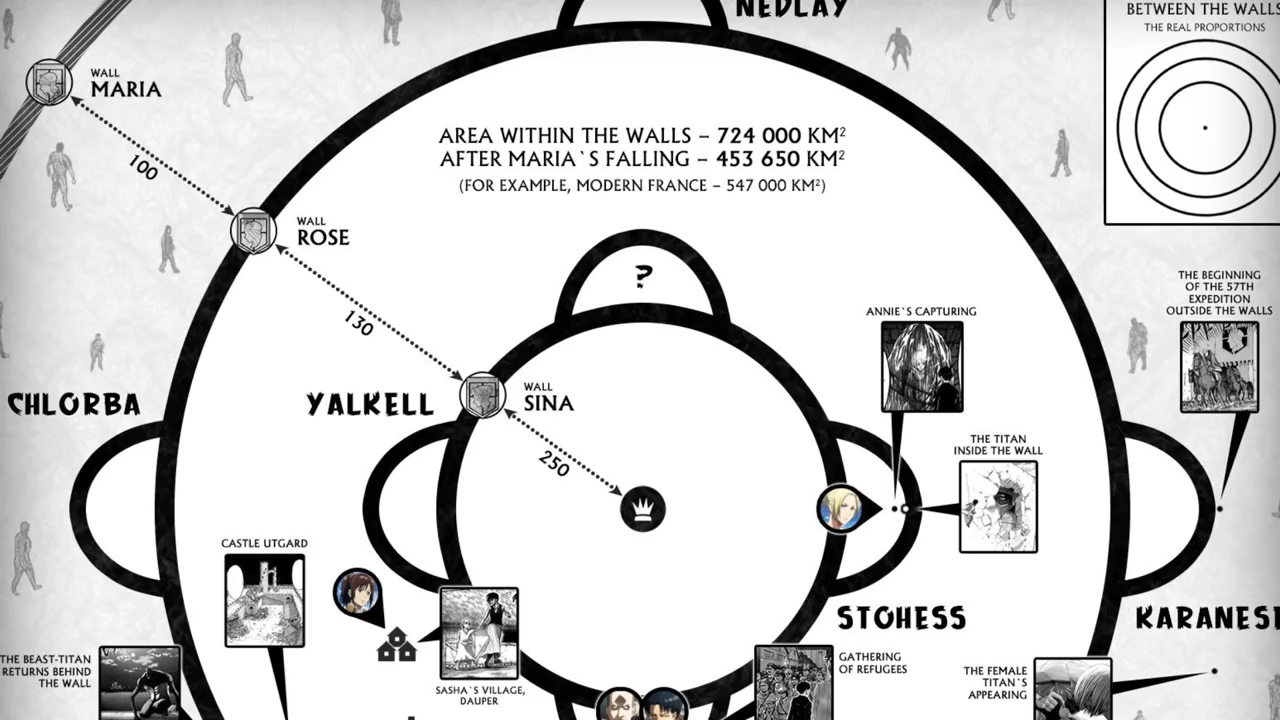 NEDLAY
BETWEEN THE WALLS
THE REAL PROPORTIONS
WALL
MARIA
100
AREA WITHIN THE WALLS – 724 000 KM²
AFTER MARIA`S FALLING – 453 650 KM²
(FOR EXAMPLE, MODERN FRANCE – 547 000 KM²)
WALL
ROSE
?
THE BEGINNING
OF THE 57TH
EXPEDITION
OUTSIDE THE WALLS
130
ANNIE`S CAPTURING
CHLORBA
YALKELL
WALL
SINA
250
THE TITAN
INSIDE THE WALL
CASTLE UTGARD
STOHESS
KARANES
THE BEAST-TITAN
RETURNS BEHIND
THE WALL
SASHA`S VILLAGE,
DAUPER
GATHERING
OF REFUGEES
THE FEMALE
TITAN`S
APPEARING